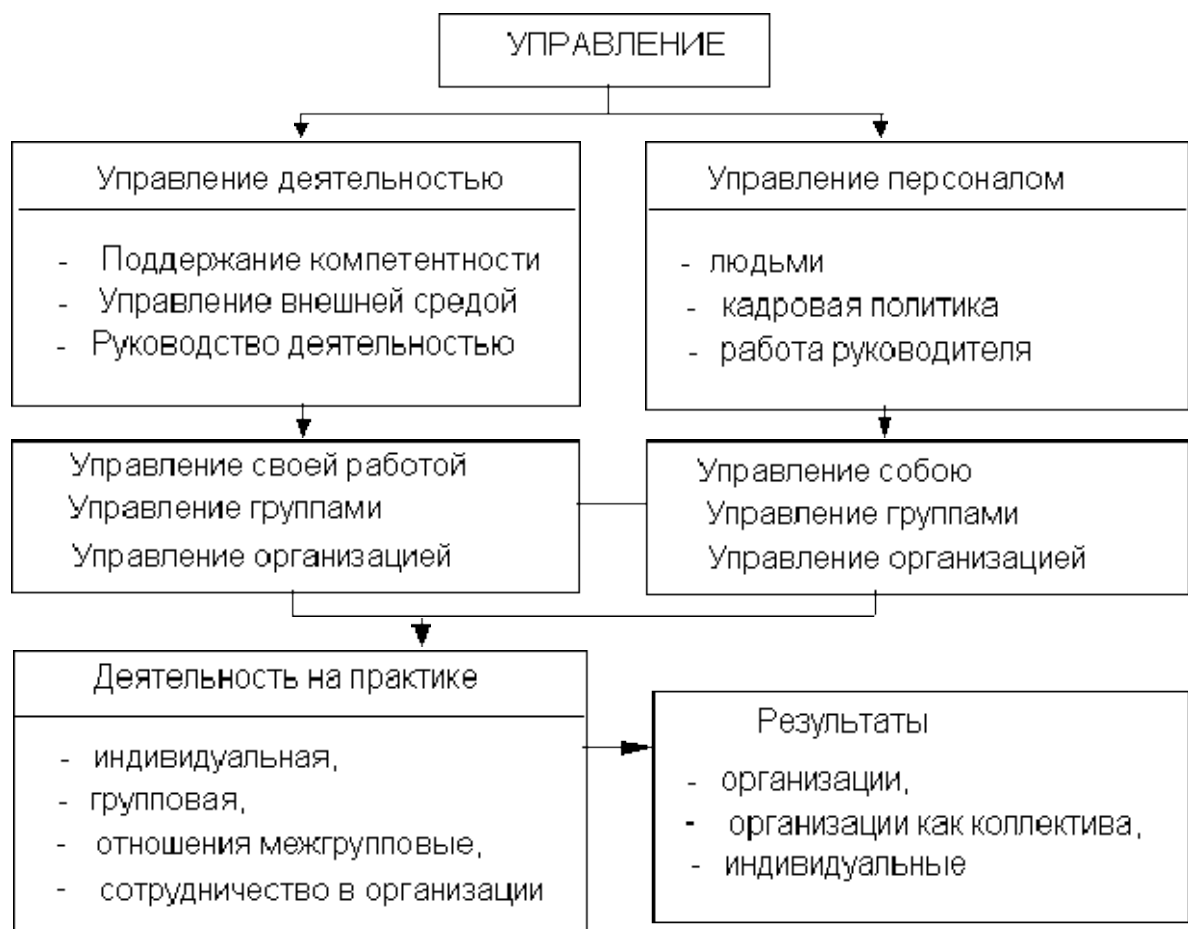 УПРАВЛЕНИЕ
Управление деятельностью
- Поддержание компетентности
- Управление внешней средой
- Руководство деятельностью
Управление персоналом
- людьми
- кадровая политика
- работа руководителя
Управление своей работой
Управление группами
Управление организацией
Управление собою
Управление группами
Управление организацией
Деятельность на практике
- индивидуальная,
- групповая,
- отношения межгрупповые,
- сотрудничество в организации
Результаты
- организации,
- организации как коллектива,
- индивидуальные